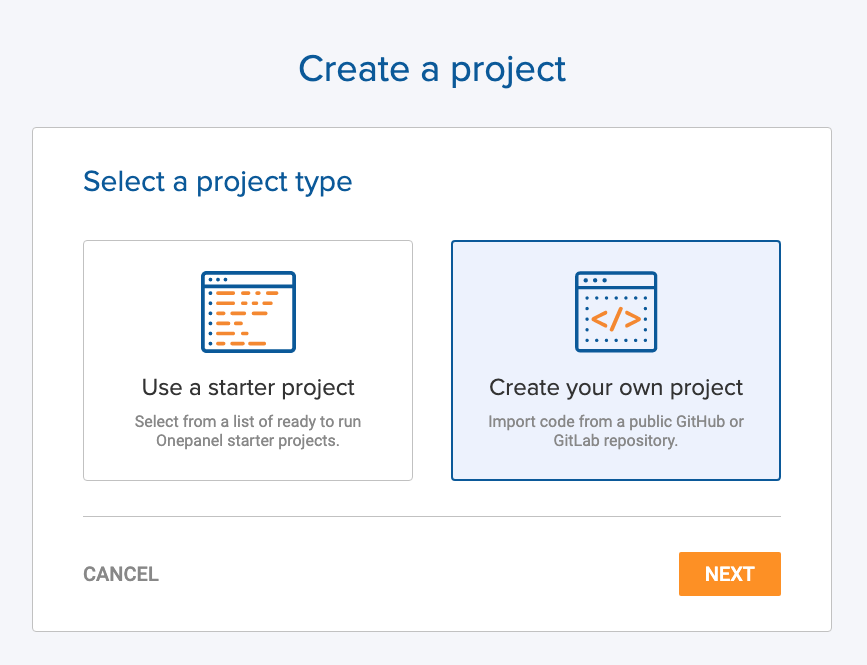 Create a project
Select a project type
Use a starter project
Select from a list of ready to run
Onepanel starter projects.
</>
Create your own project
Import code from a public GitHub or
GitLab repository.
CANCEL
NEXT